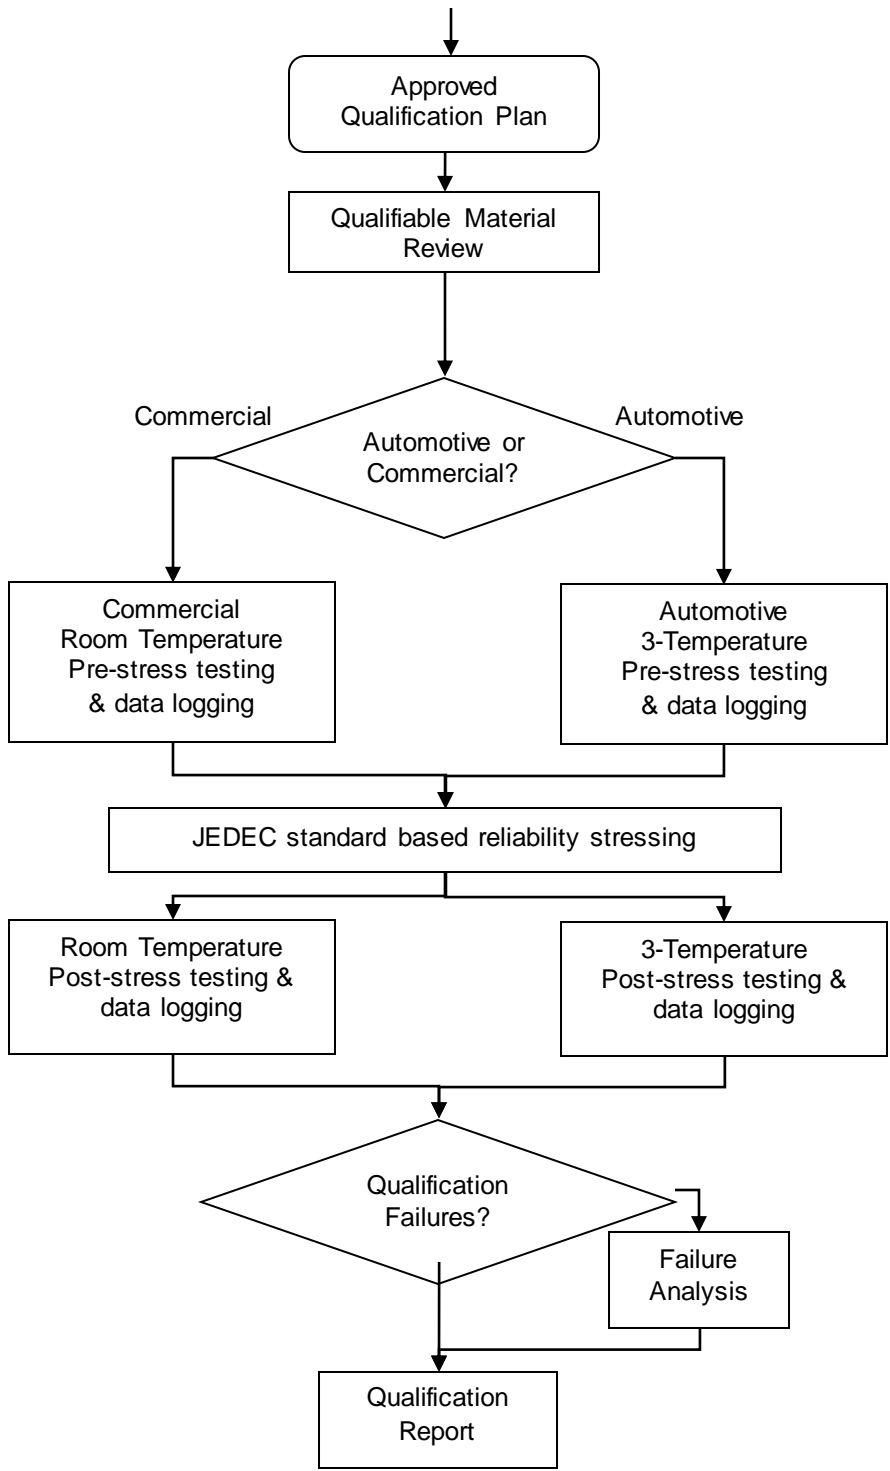 Approved
Qualification Plan
Qualifiable Material
Review
Commercial
Automotive
Automotive or
Commercial?
Commercial
Room Temperature
Pre-stress testing
& data logging
Automotive
3-Temperature
Pre-stress testing
& data logging
JEDEC standard based reliability stressing
Room Temperature
Post-stress testing &
data logging
3-Temperature
Post-stress testing &
data logging
Qualification
Failures?
Failure
Analysis
Qualification
Report